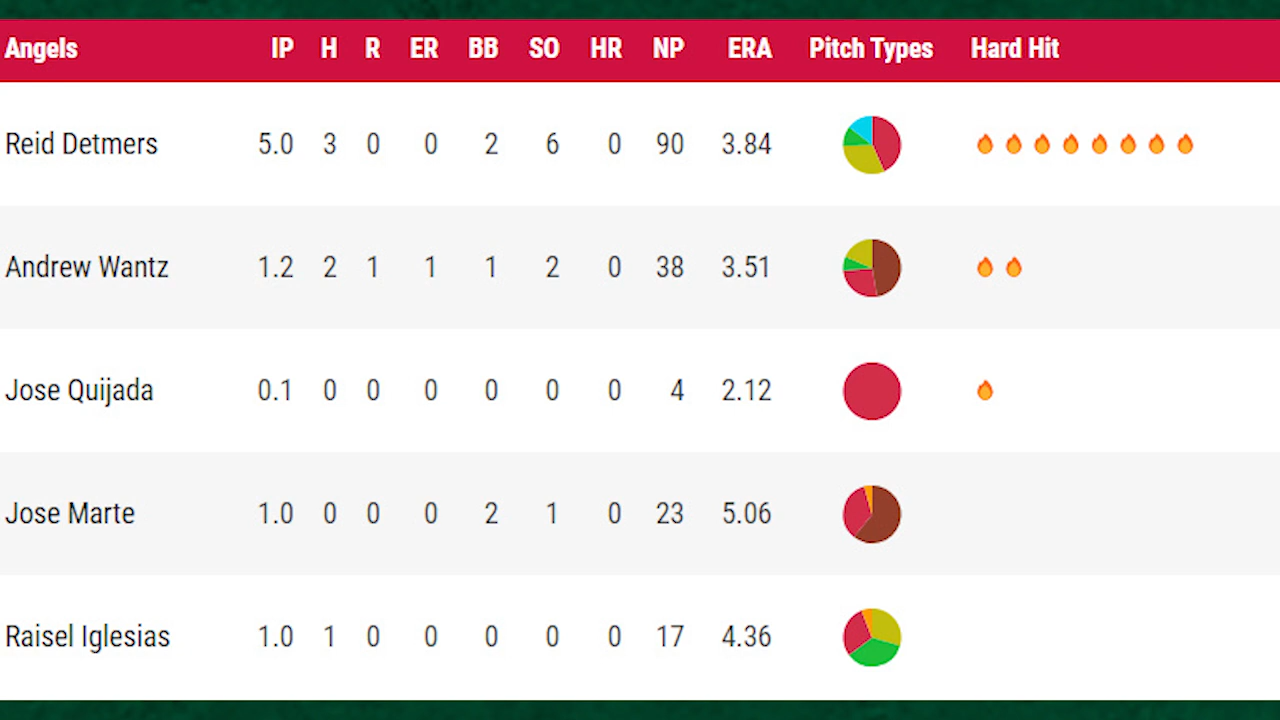 Angels IP H R ER BB SO HR NP ERA Pitch Types Hard Hit
Reid Detmers 5.0 3 0 0 2 6 0 90 3.84
Andrew Wantz 1.2 2 1 1 1 2 0 38 3.51
Jose Quijada 0.1 0 0 0 0 0 0 4 2.12
Jose Marte 1.0 0 0 0 2 1 0 23 5.06
Raisel Iglesias 1.0 1 0 0 0 0 0 17 4.36